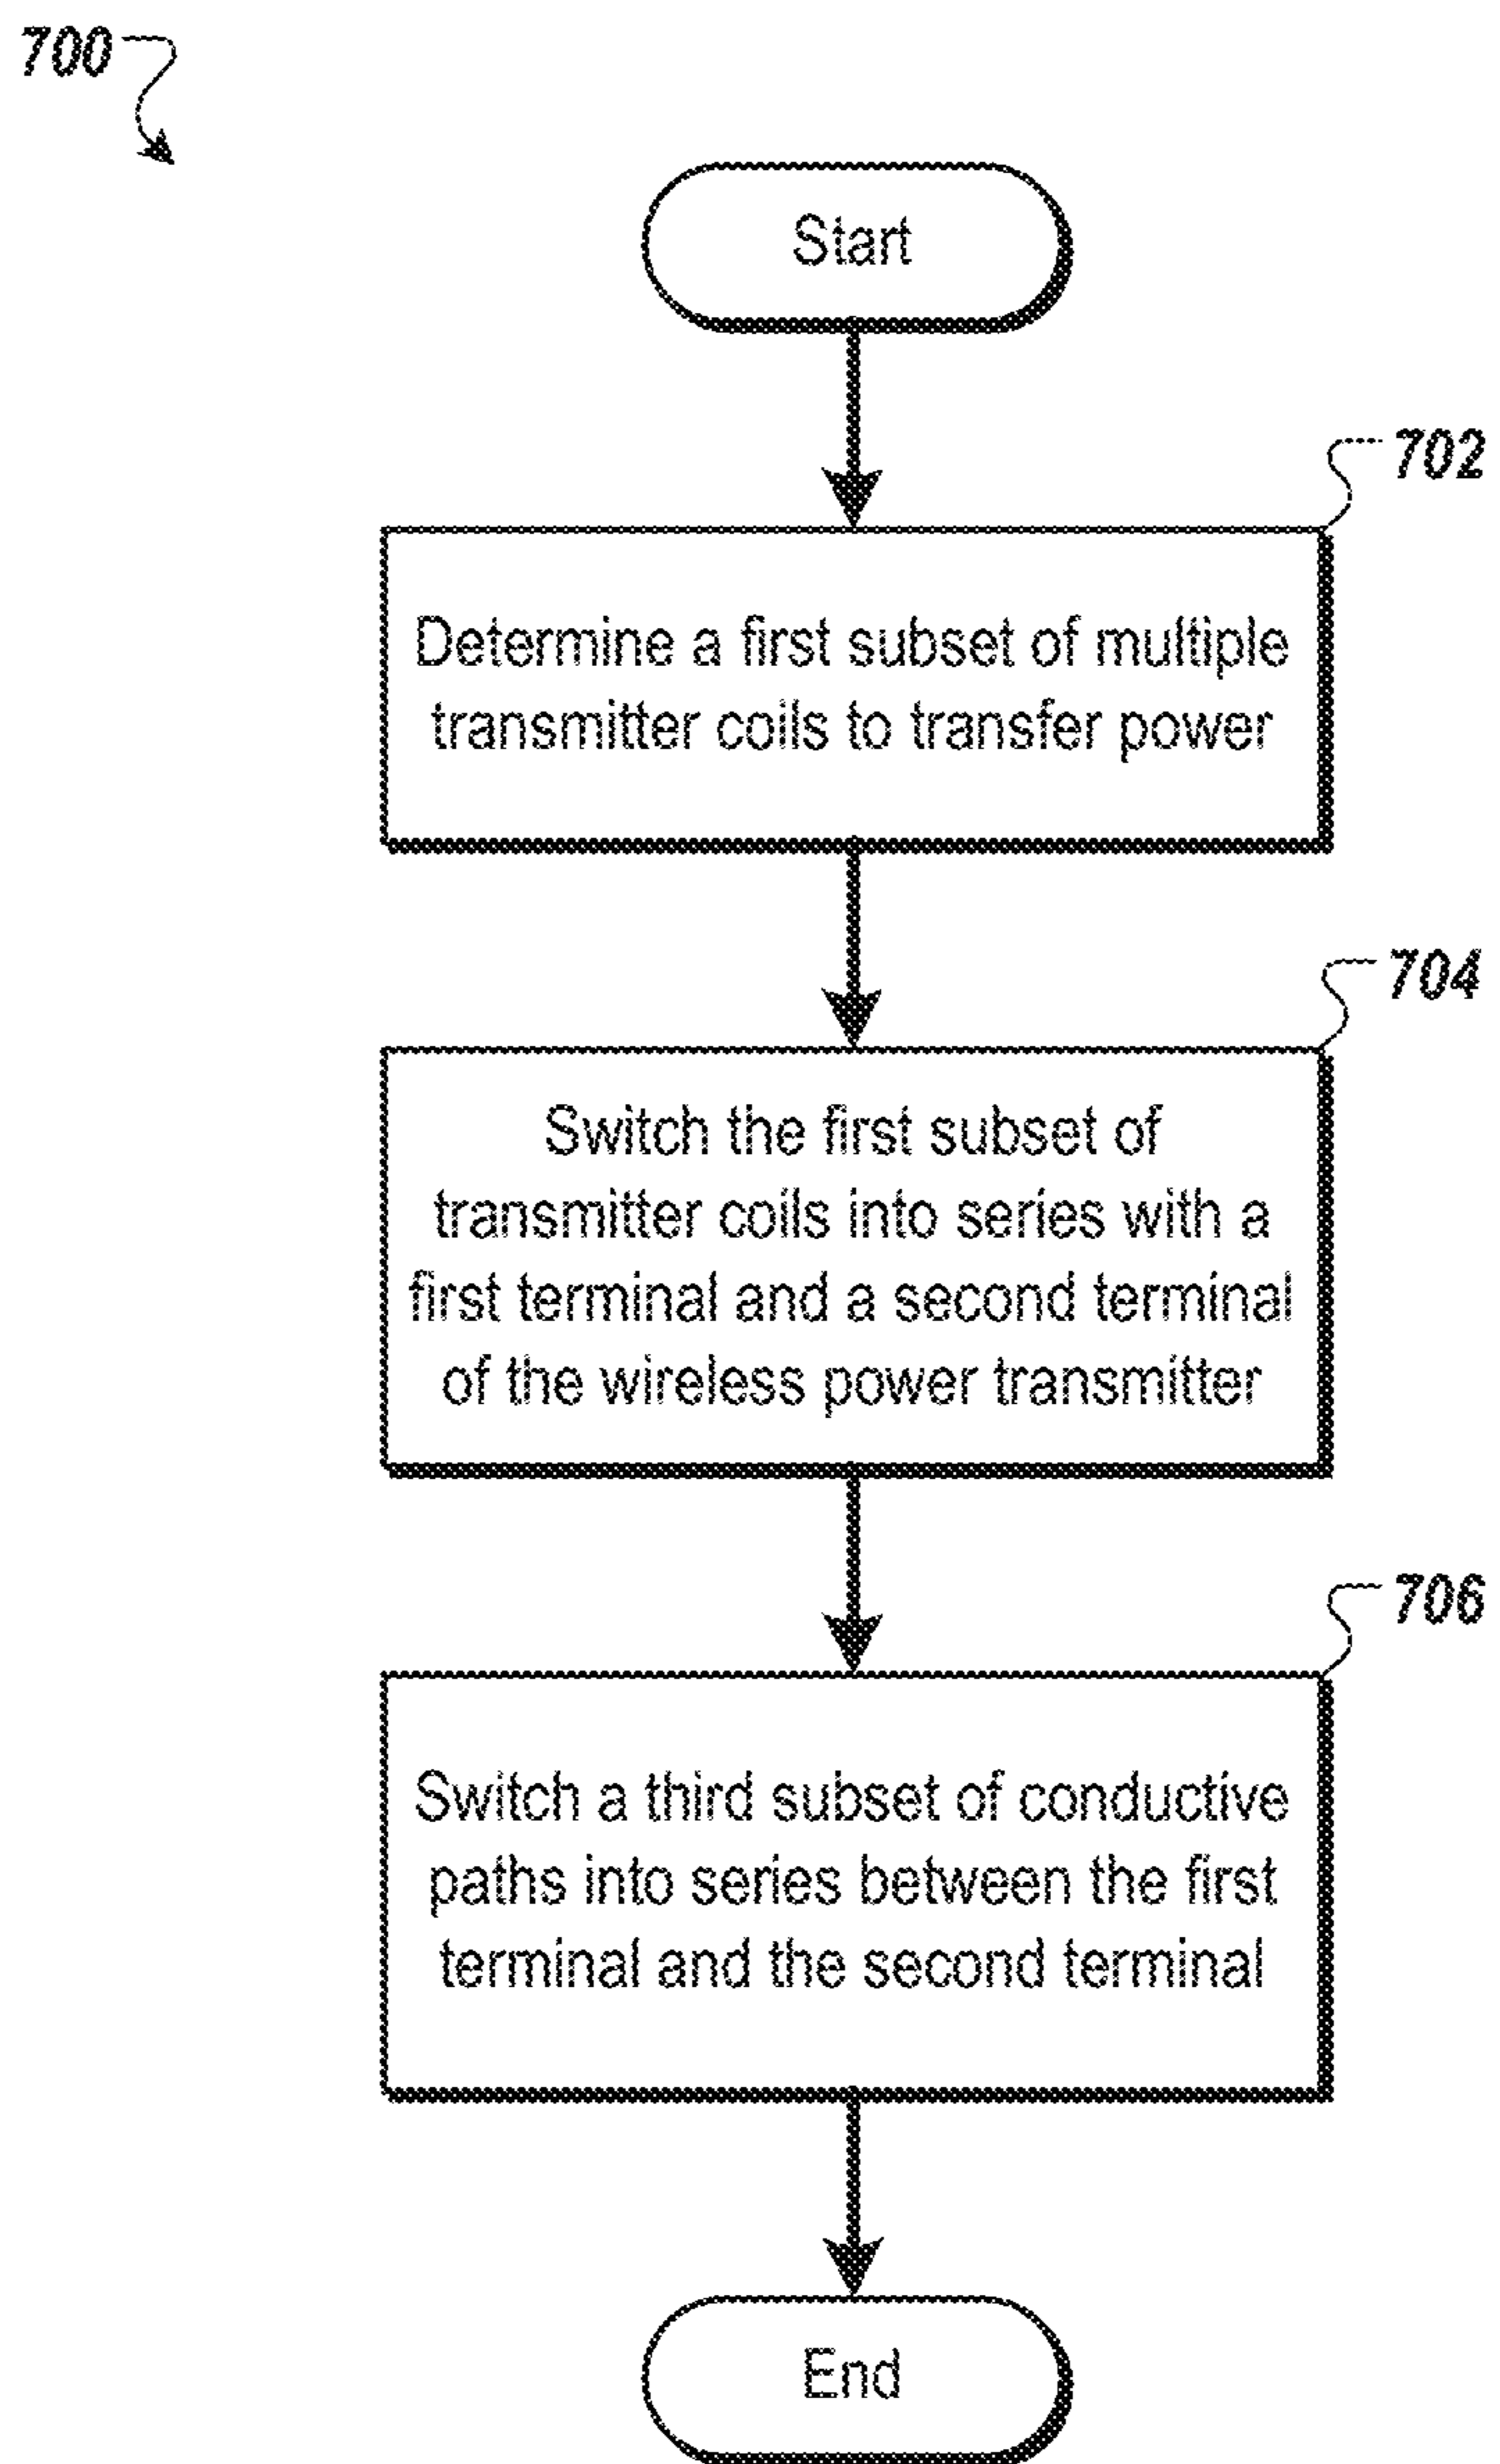 700
Start
702
Determine a first subset of multiple
transmitter coils to transfer power
704
Switch the first subset of
transmitter coils into series with a
first terminal and a second terminal
of the wireless power transmitter
706
Switch a third subset of conductive
paths into series between the first
terminal and the second terminal
End